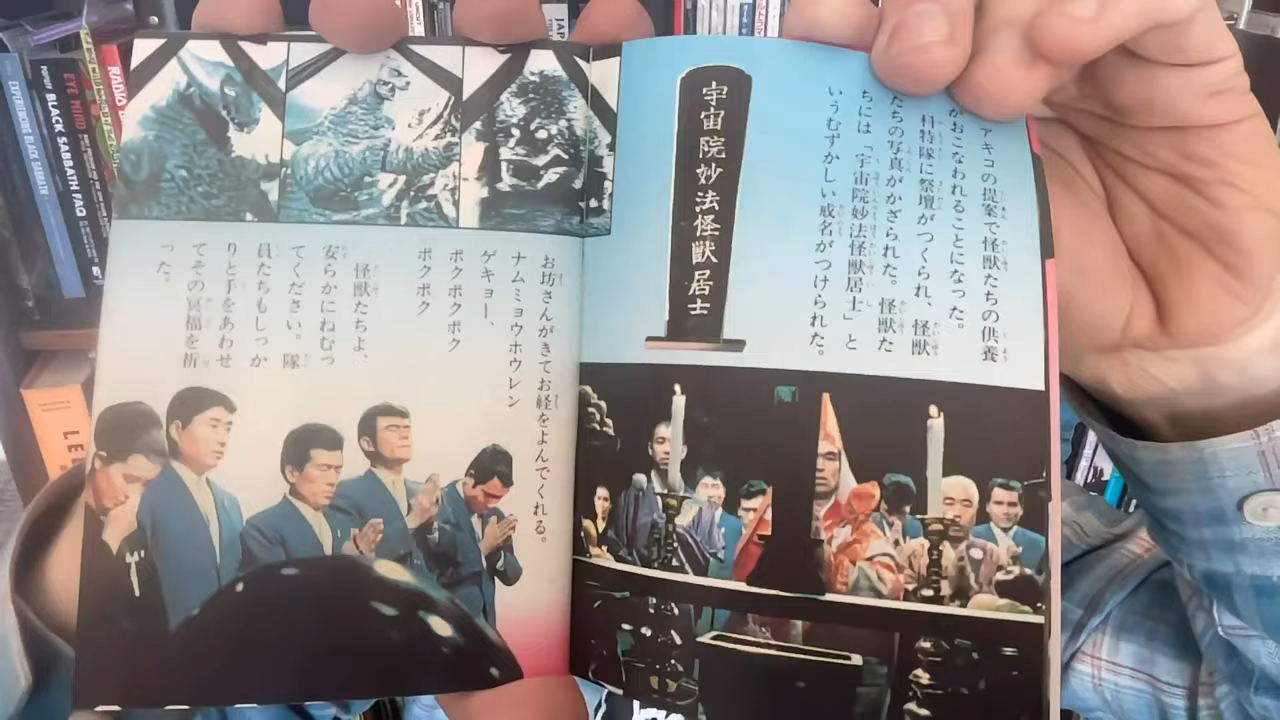 アキコの提案で怪獣たちの供養
がおこなわれることになった。
科特隊に祭壇がつくられ、怪獣
たちの写真がかざられた。怪獣た
ちには「宇宙院妙法怪獣居士」と
いうむずかしい戒名がつけられた。
宇宙院妙法怪獣居士
お坊さんがきてお経をよんでくれる。
ナムミョウホウレン
ゲキョー、
ポクポクポク
ポクポク
怪獣たちよ、
安らかにねむっ
てください。隊
員たちもしっか
りと手をあわせ
てその冥福を祈
った。
EXPERIENCING BLACK SABBATH
BLACK SABBATH FAQ
EYE MIND
RADIO